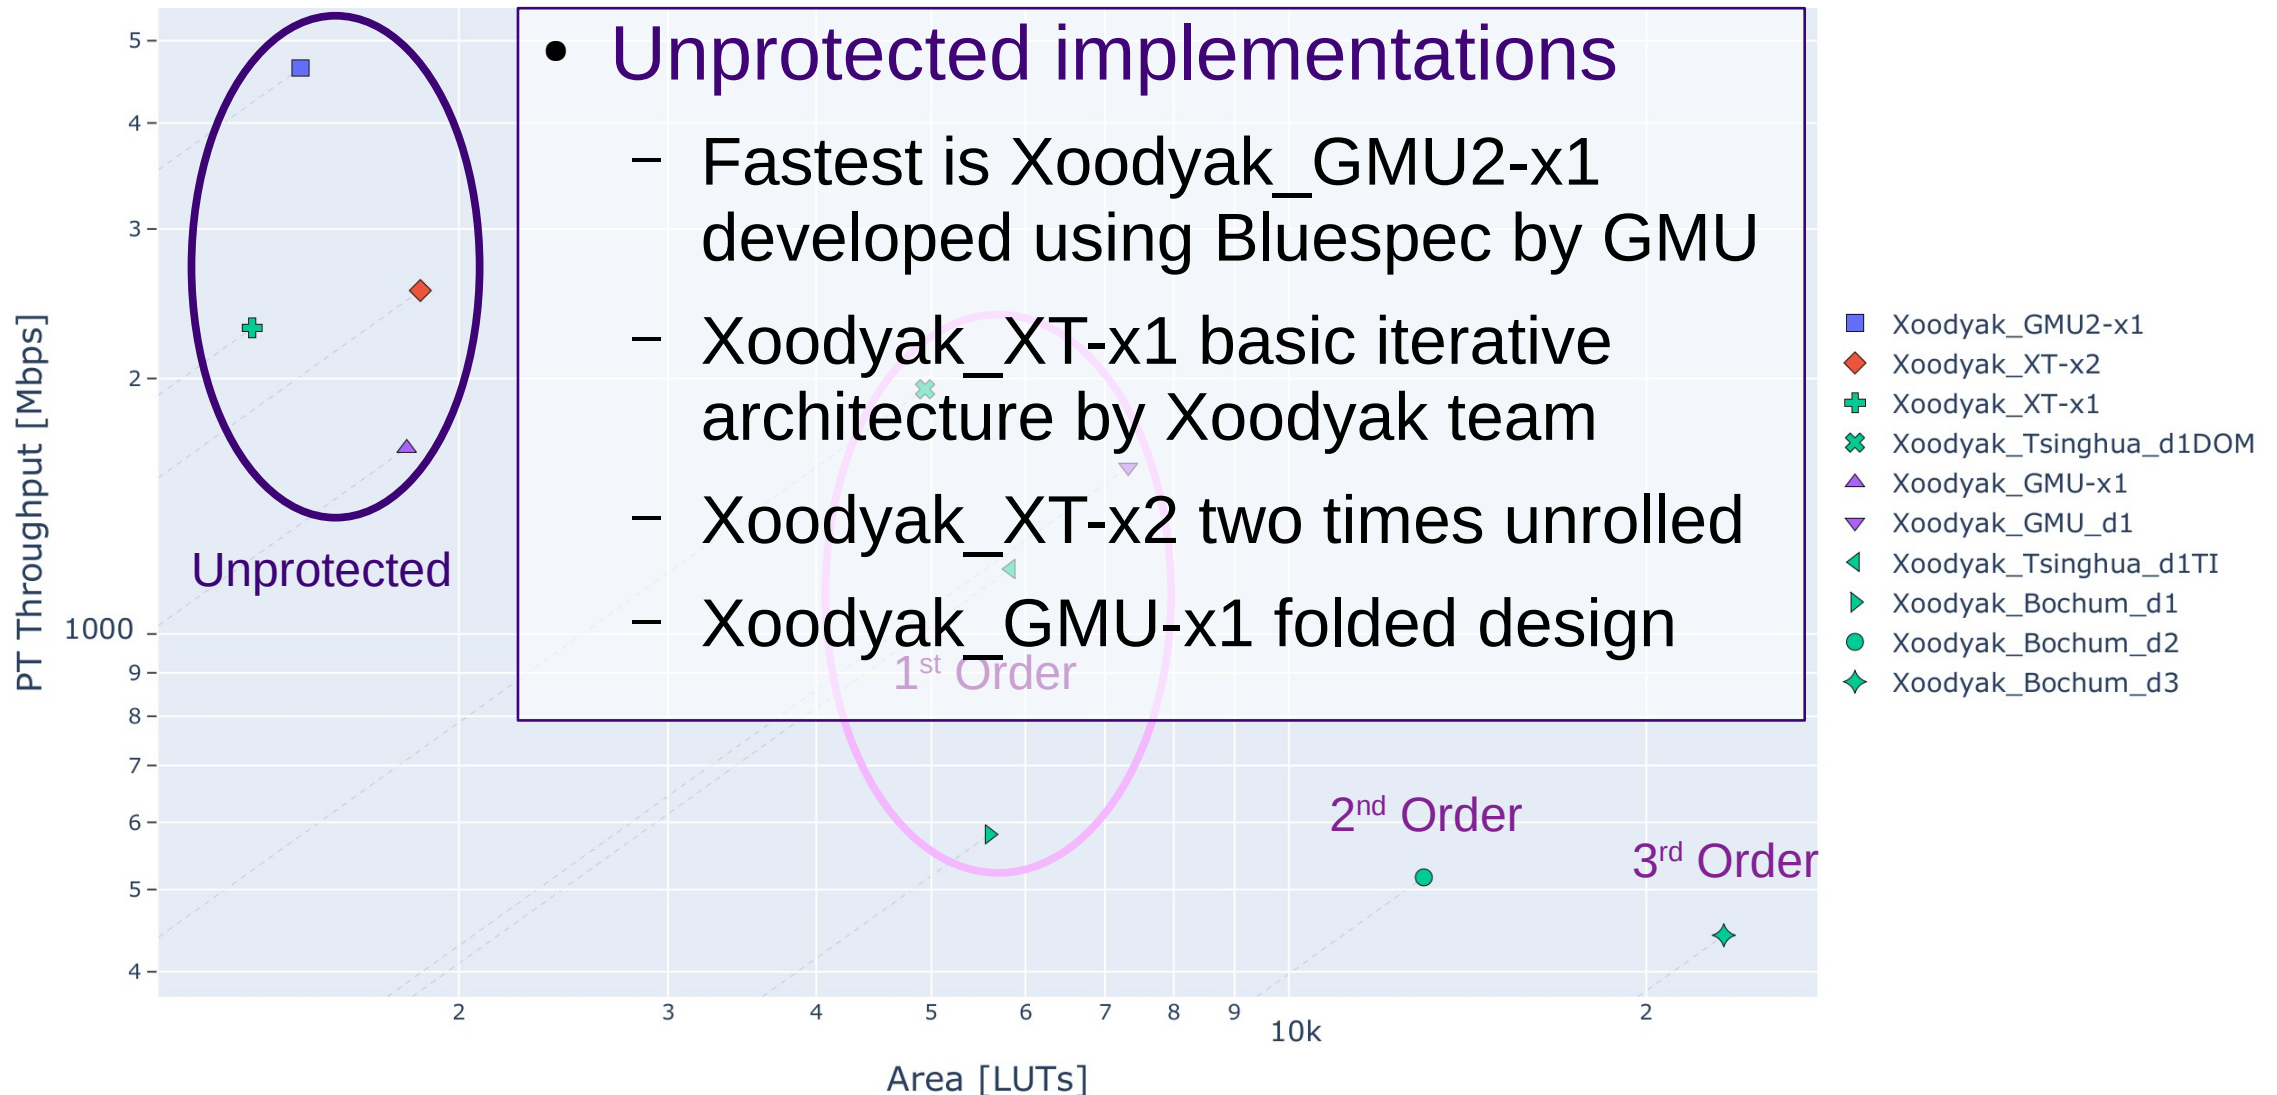 • Unprotected implementations
– Fastest is Xoodyak_GMU2-x1
developed using Bluespec by GMU
– Xoodyak_XT-x1 basic iterative
architecture by Xoodyak team
– Xoodyak_XT-x2 two times unrolled
– Xoodyak_GMU-x1 folded design
Unprotected
1st Order
2nd Order
3rd Order
PT Throughput [Mbps]
5
4
3
2
1000
9
8
7
6
5
4
2
3
4
5
6
7
8
9
10k
2
Area [LUTs]
Xoodyak_GMU2-x1
Xoodyak_XT-x2
Xoodyak_XT-x1
Xoodyak_Tsinghua_d1DOM
Xoodyak_GMU-x1
Xoodyak_GMU_d1
Xoodyak_Tsinghua_d1TI
Xoodyak_Bochum_d1
Xoodyak_Bochum_d2
Xoodyak_Bochum_d3